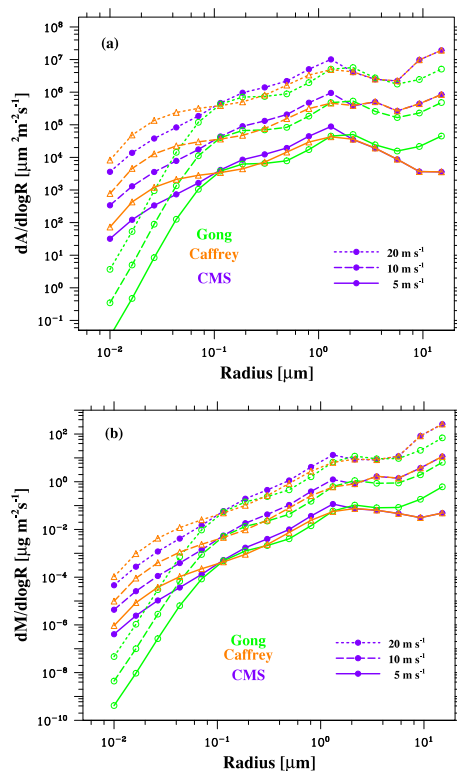 (a)
dA/dlogR [μm² m⁻² s⁻¹]
10⁷
10⁶
10⁵
10⁴
10³
10²
10¹
10⁰
10⁻¹
Gong
Caffrey
CMS
20 m s⁻¹
10 m s⁻¹
5 m s⁻¹
10⁻²
10⁻¹
10⁰
10¹
Radius [μm]
(b)
dM/dlogR [μg m⁻² s⁻¹]
10²
10⁰
10⁻²
10⁻⁴
10⁻⁶
10⁻⁸
10⁻¹⁰
Gong
Caffrey
CMS
20 m s⁻¹
10 m s⁻¹
5 m s⁻¹
10⁻²
10⁻¹
10⁰
10¹
Radius [μm]